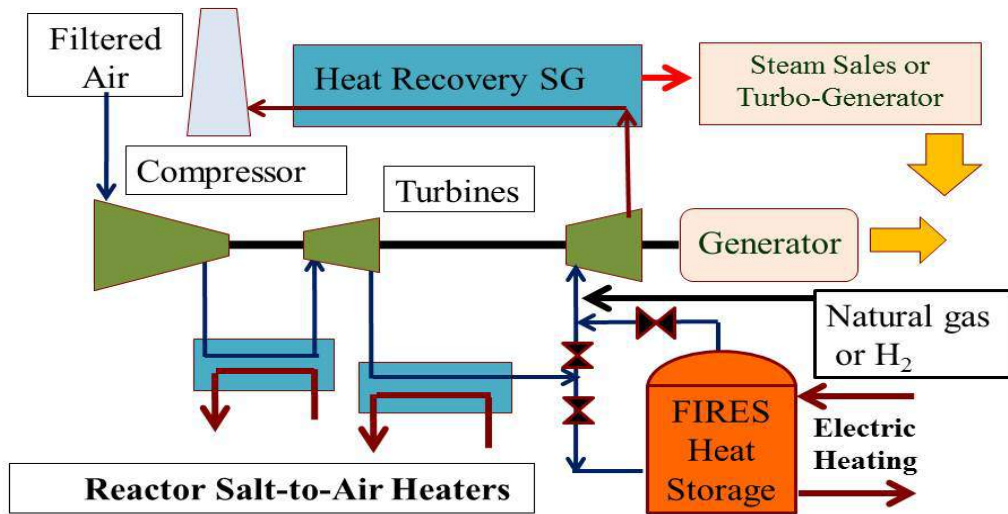 Filtered
Air
Heat Recovery SG
Steam Sales or
Turbo-Generator
Compressor
Turbines
Generator
Natural gas
or H₂
FIRES
Heat
Storage
Electric
Heating
Reactor Salt-to-Air Heaters